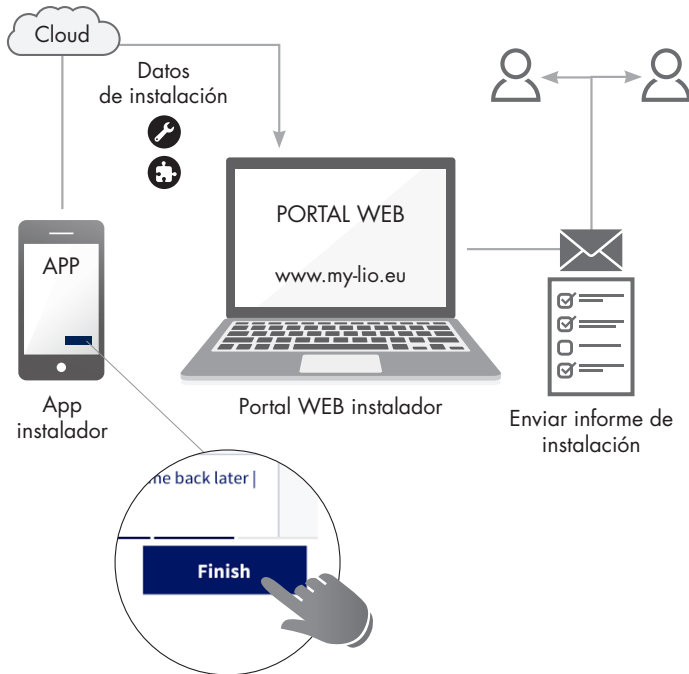 Cloud
Datos
de instalación
PORTAL WEB
www.my-lio.eu
APP
App
instalador
Portal WEB instalador
Enviar informe de
instalación
me back later |
Finish